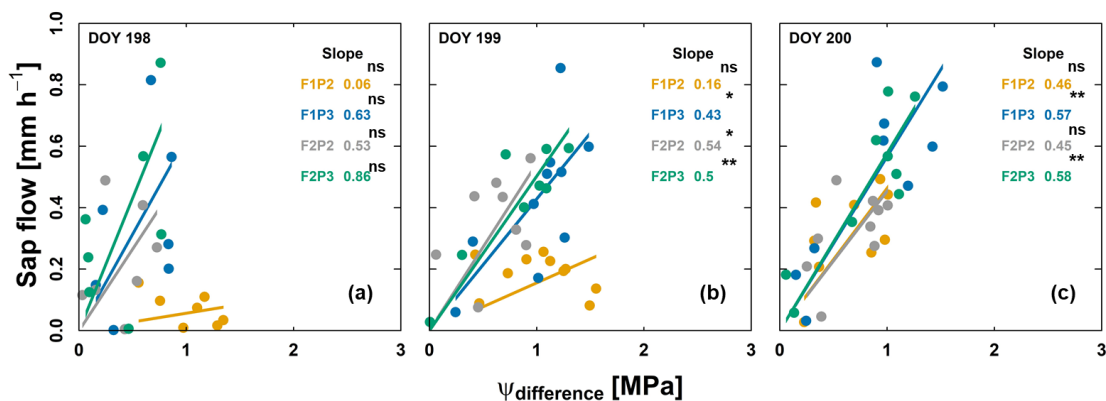 Sap flow [mm h−1]
1.0
0.8
0.6
0.4
0.2
0.0
DOY 198
Slope
ns
F1P2 0.06
ns
F1P3 0.63
ns
F2P2 0.53
ns
F2P3 0.86
(a)
0 1 2 3
DOY 199
Slope
ns
F1P2 0.16
*
F1P3 0.43
*
F2P2 0.54
**
F2P3 0.5
(b)
0 1 2 3
DOY 200
Slope
ns
F1P2 0.46
**
F1P3 0.57
ns
F2P2 0.45
**
F2P3 0.58
(c)
0 1 2 3
ψdifference [MPa]